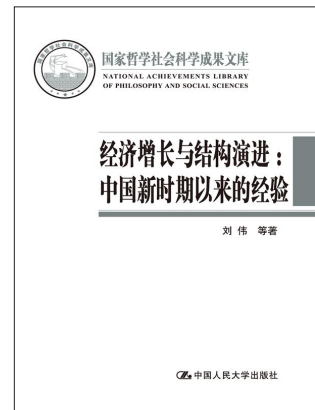 国家哲学社会科学成果文库
NATIONAL ACHIEVEMENTS LIBRARY
OF PHILOSOPHY AND SOCIAL SCIENCES
经济增长与结构演进：
中国新时期以来的经验
刘 伟 等著
中国人民大学出版社